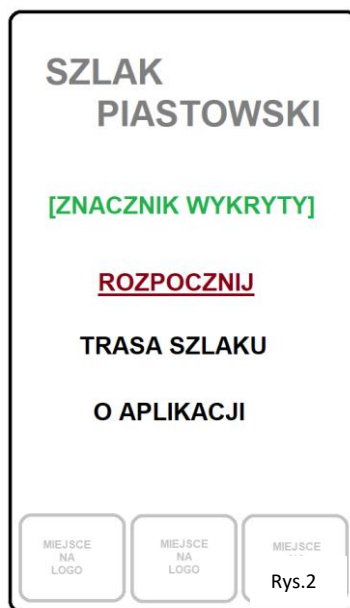 SZLAK
PIASTOWSKI
[ZNACZNIK WYKRYTY]
ROZPOCZNIJ
TRASA SZLAKU
O APLIKACJI
MIEJSCE
NA
LOGO
MIEJSCE
NA
LOGO
MIEJSCE
Rys.2